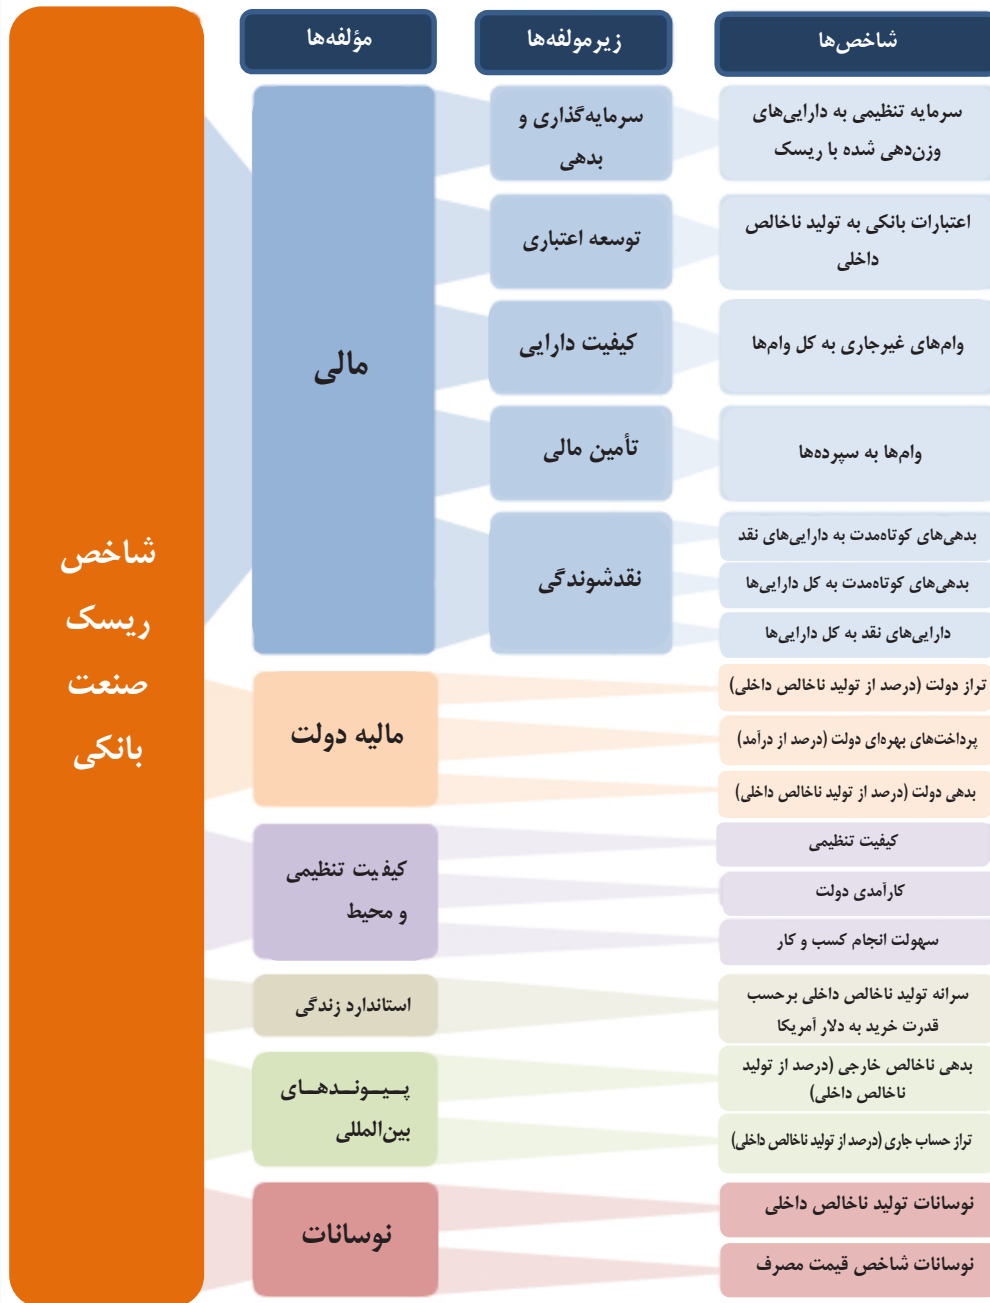 شاخص
ریسک
صنعت
بانکی
مؤلفه‌ها
زیرمولفه‌ها
شاخص‌ها
مالی
سرمایه‌گذاری و
بدهی
سرمایه تنظیمی به دارایی‌های
وزن‌دهی شده با ریسک
توسعه اعتباری
اعتبارات بانکی به تولید ناخالص
داخلی
کیفیت دارایی
وام‌های غیرجاری به کل وام‌ها
تأمین مالی
وام‌ها به سپرده‌ها
نقدشوندگی
بدهی‌های کوتاه‌مدت به دارایی‌های نقد
بدهی‌های کوتاه‌مدت به کل دارایی‌ها
دارایی‌های نقد به کل دارایی‌ها
مالیه دولت
تراز دولت (درصد از تولید ناخالص داخلی)
پرداخت‌های بهره‌ای دولت (درصد از درآمد)
بدهی دولت (درصد از تولید ناخالص داخلی)
کیفیت تنظیمی
و محیط
کیفیت تنظیمی
کارآمدی دولت
سهولت انجام کسب و کار
استاندارد زندگی
سرانه تولید ناخالص داخلی برحسب
قدرت خرید به دلار آمریکا
پـیـونــدهــای
بین‌المللی
بدهی ناخالص خارجی (درصد از تولید
ناخالص داخلی)
تراز حساب جاری (درصد از تولید ناخالص داخلی)
نوسانات
نوسانات تولید ناخالص داخلی
نوسانات شاخص قیمت مصرف